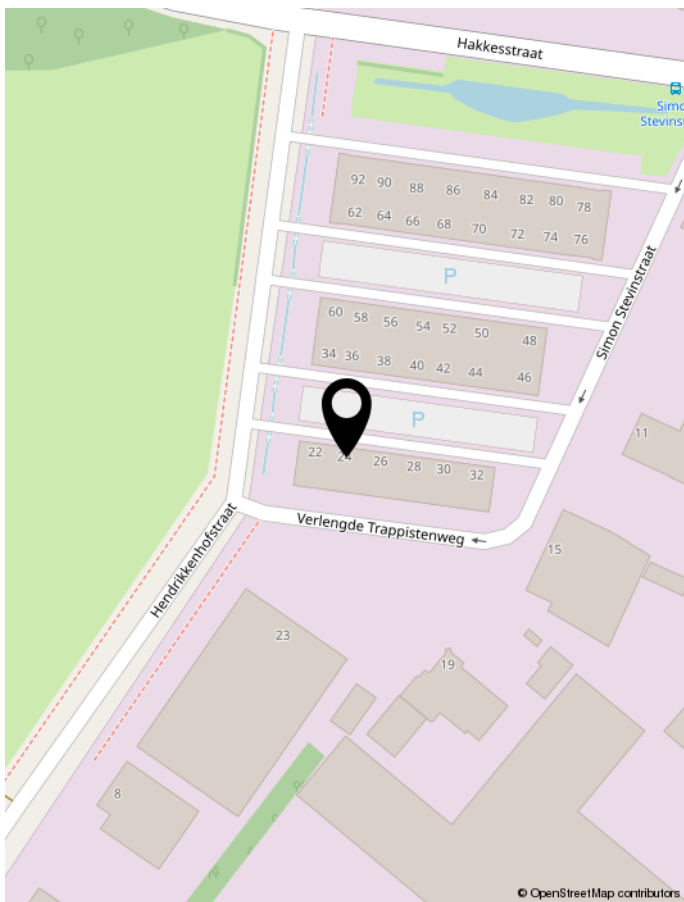 Hakkesstraat
Simo
Stevinst
92 90 88 86 84 82 80 78
62 64 66 68 70 72 74 76
P
Simon Stevinstraat
60 58 56 54 52 50 48
34 36 38 40 42 44 46
P
11
22 24 26 28 30 32
Verlengde Trappistenweg
Hendrikkenhofstraat
15
23
19
8
© OpenStreetMap contributors